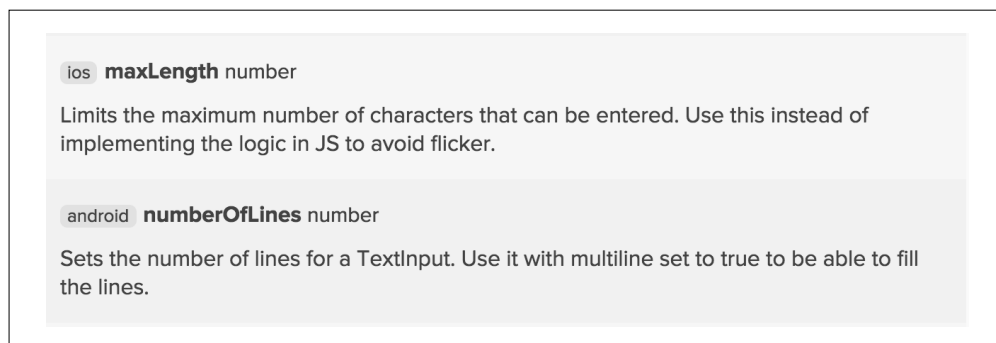 ios maxLength number
Limits the maximum number of characters that can be entered. Use this instead of
implementing the logic in JS to avoid flicker.
android numberOfLines number
Sets the number of lines for a TextInput. Use it with multiline set to true to be able to fill
the lines.